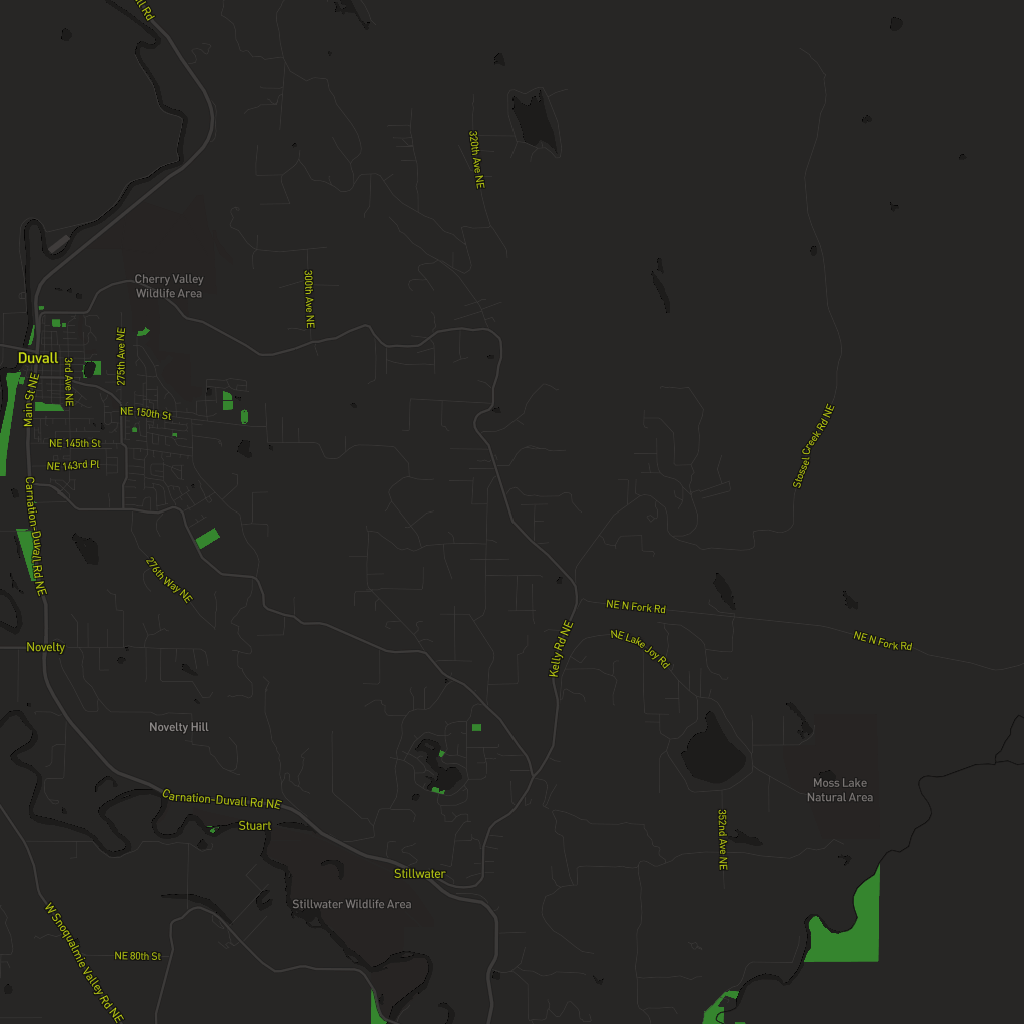 ll Rd
320th Ave NE
Cherry Valley
Wildlife Area
300th Ave NE
275th Ave NE
Duvall
3rd Ave NE
Main St NE
NE 150th St
NE 145th St
NE 143rd Pl
Stossel Creek Rd NE
Carnation-Duvall Rd NE
276th Way NE
NE N Fork Rd
NE N Fork Rd
Kelly Rd NE
NE Lake Joy Rd
Novelty
Novelty Hill
Moss Lake
Natural Area
Carnation-Duvall Rd NE
Stuart
352nd Ave NE
Stillwater
Stillwater Wildlife Area
W Snoqualmie Valley Rd NE
NE 80th St